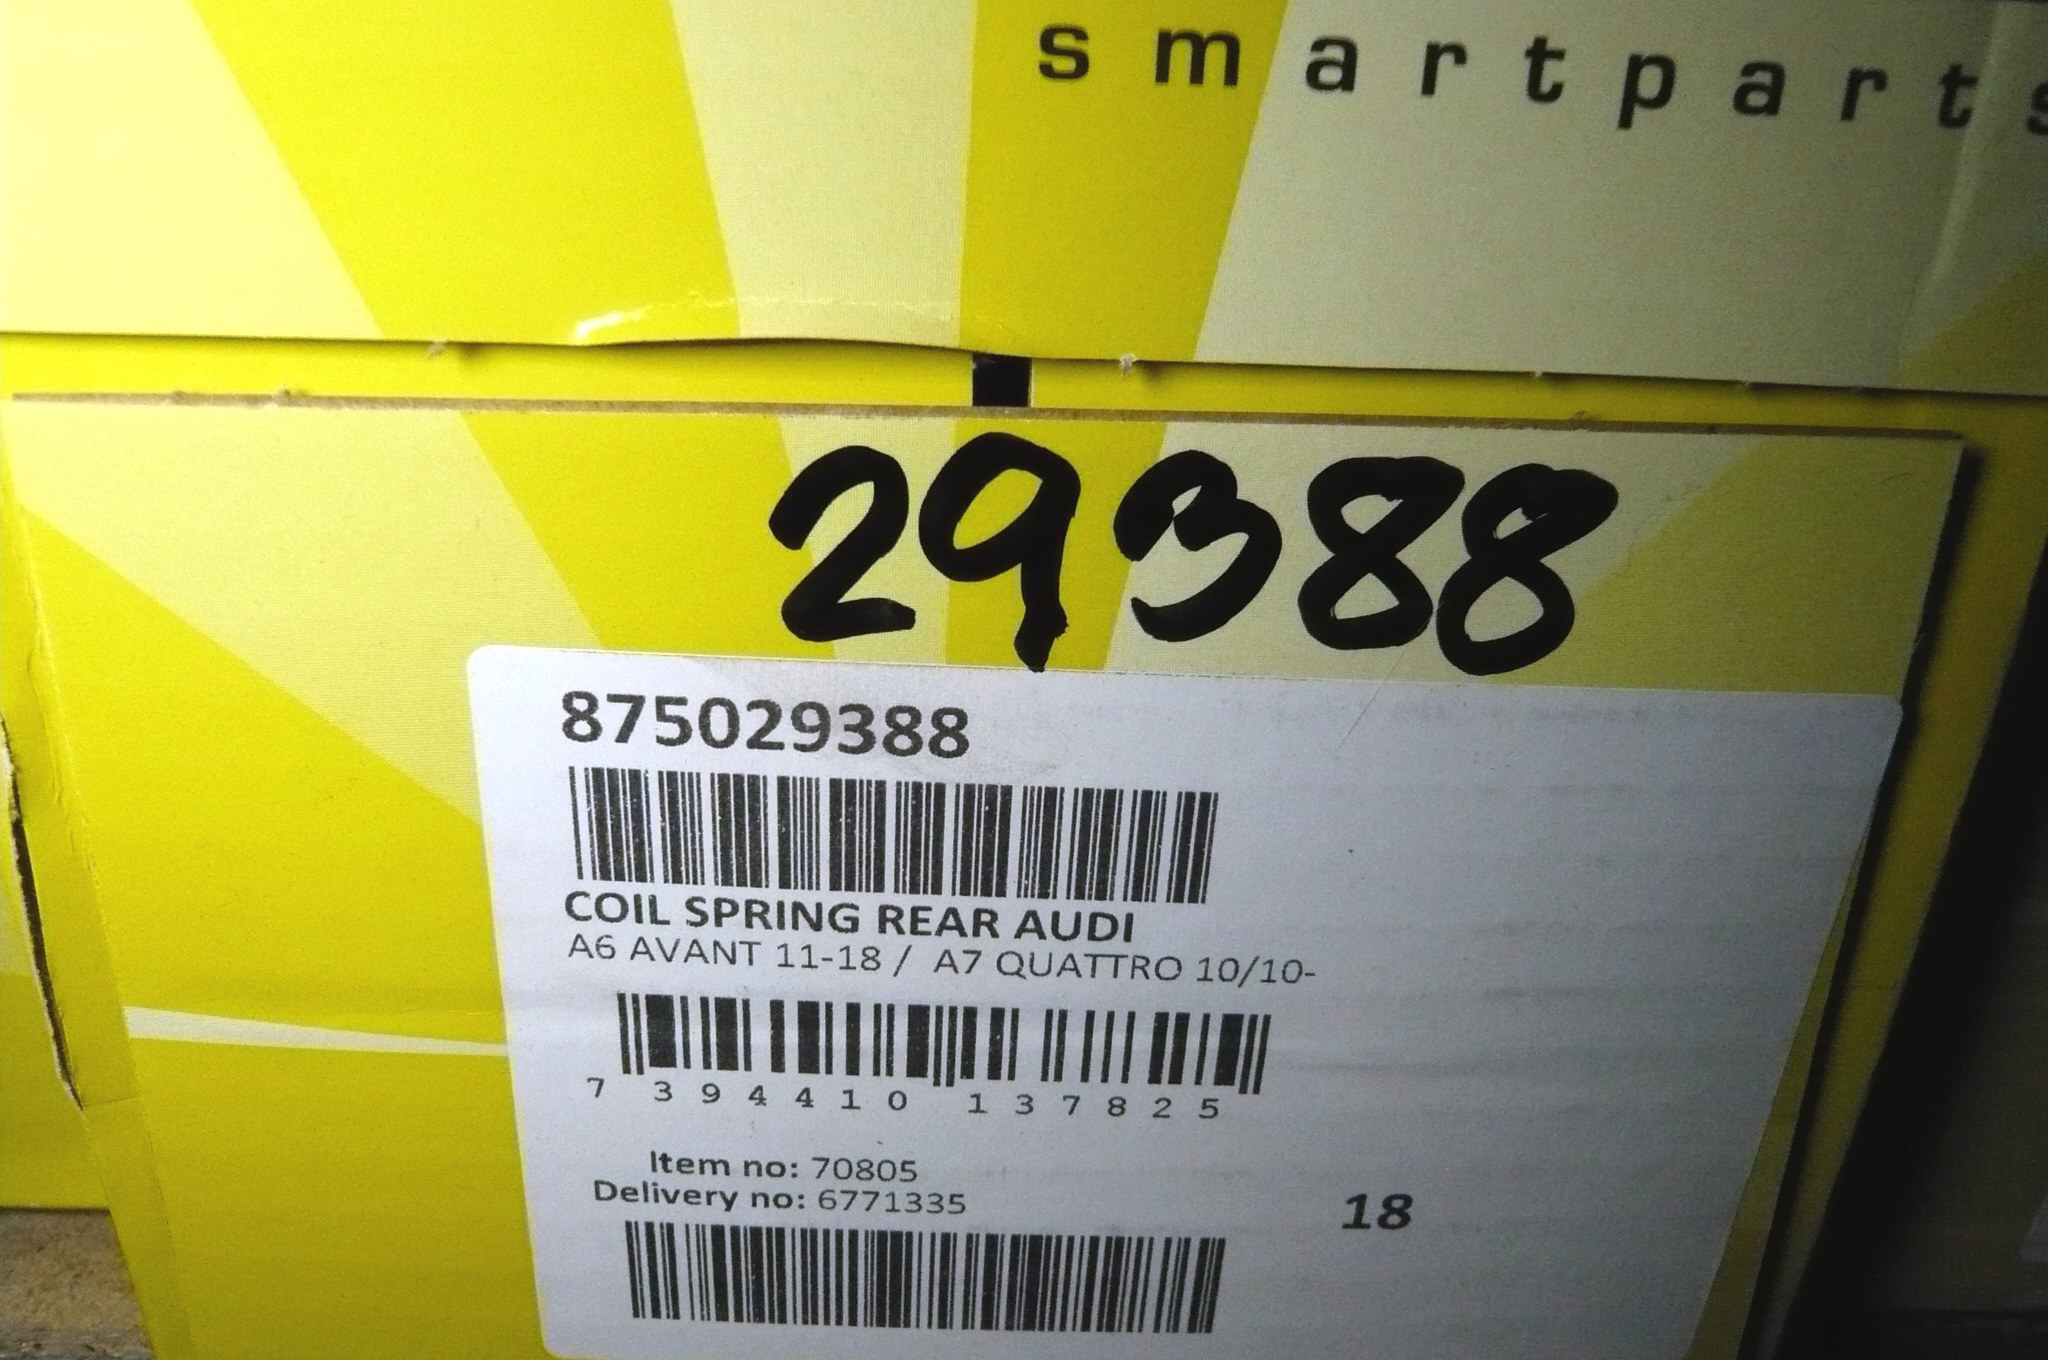 smartparts
29388
875029388
COIL SPRING REAR AUDI
A6 AVANT 11-18 / A7 QUATTRO 10/10-
7 394410 137825
Item no: 70805
Delivery no: 6771335
18